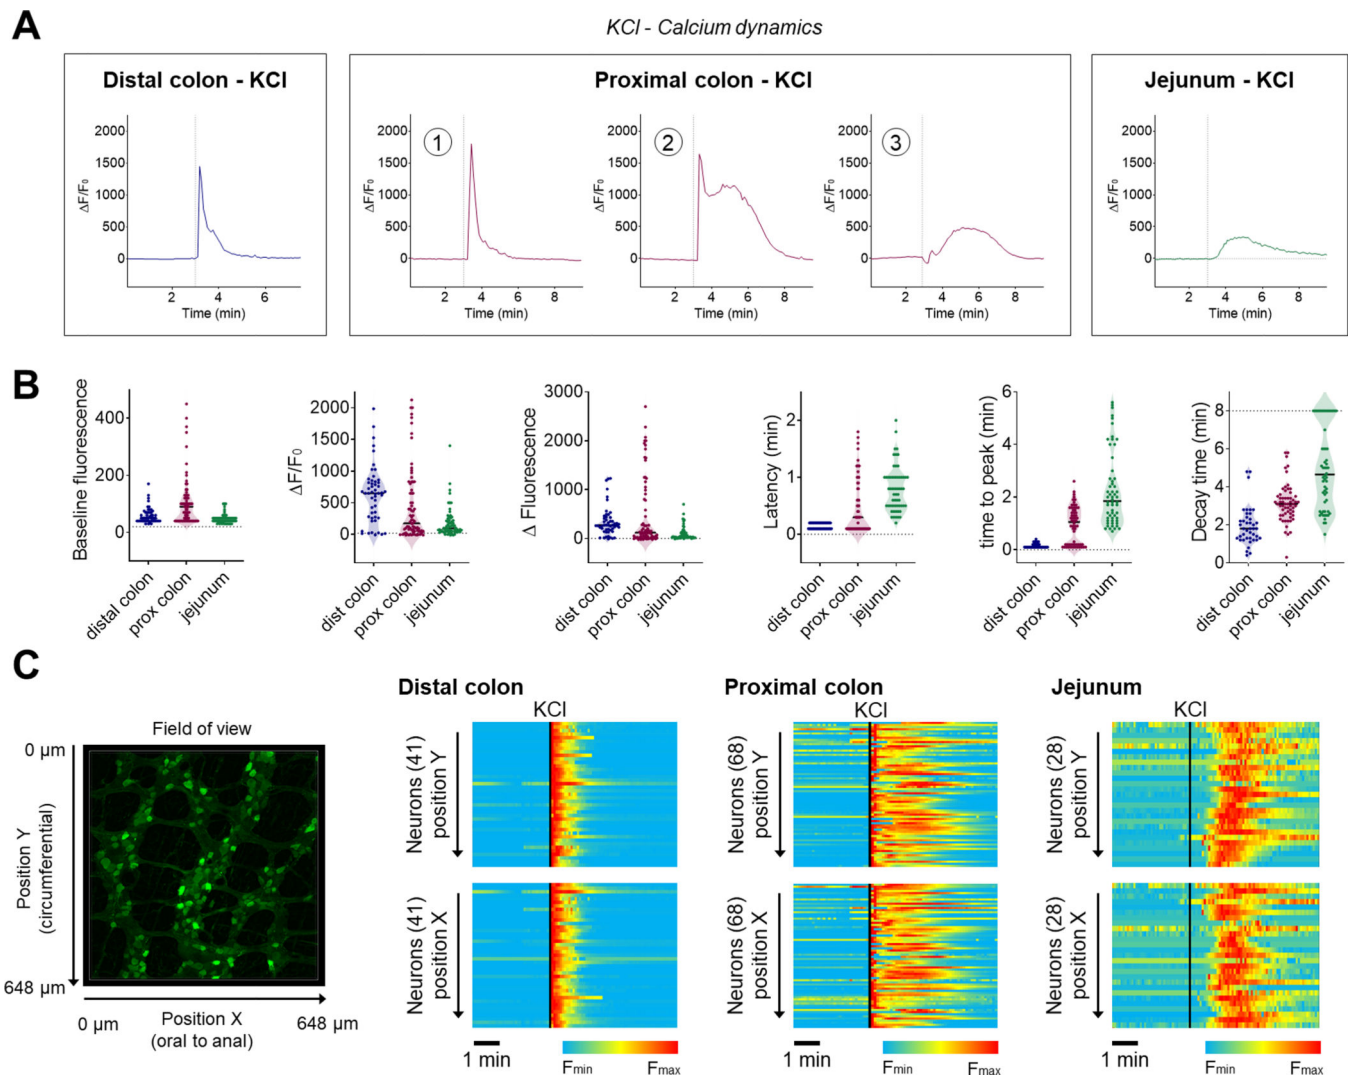 A
KCl - Calcium dynamics
Distal colon - KCl
2000
1500
1000
500
0
ΔF/F₀
2 4 6
Time (min)
Proximal colon - KCl
1
2000
1500
1000
500
0
ΔF/F₀
2 4 6 8
Time (min)
2
2000
1500
1000
500
0
ΔF/F₀
2 4 6 8
Time (min)
3
2000
1500
1000
500
0
ΔF/F₀
2 4 6 8
Time (min)
Jejunum - KCl
2000
1500
1000
500
0
ΔF/F₀
2 4 6 8
Time (min)
B
Baseline fluorescence
400
200
0
distal colon
prox colon
jejunum
ΔF/F₀
2000
1500
1000
500
0
dist colon
prox colon
jejunum
Δ Fluorescence
3000
2000
1000
0
dist colon
prox colon
jejunum
Latency (min)
2
1
0
dist colon
prox colon
jejunum
time to peak (min)
6
4
2
0
dist colon
prox colon
jejunum
Decay time (min)
8
6
4
2
0
dist colon
prox colon
jejunum
C
Field of view
0 µm
Position Y
(circumferential)
648 µm
0 µm
Position X
(oral to anal)
648 µm
Distal colon
KCl
Neurons (41)
position Y
Neurons (41)
position X
1 min
Fmin
Fmax
Proximal colon
KCl
Neurons (68)
position Y
Neurons (68)
position X
1 min
Fmin
Fmax
Jejunum
KCl
Neurons (28)
position Y
Neurons (28)
position X
1 min
Fmin
Fmax